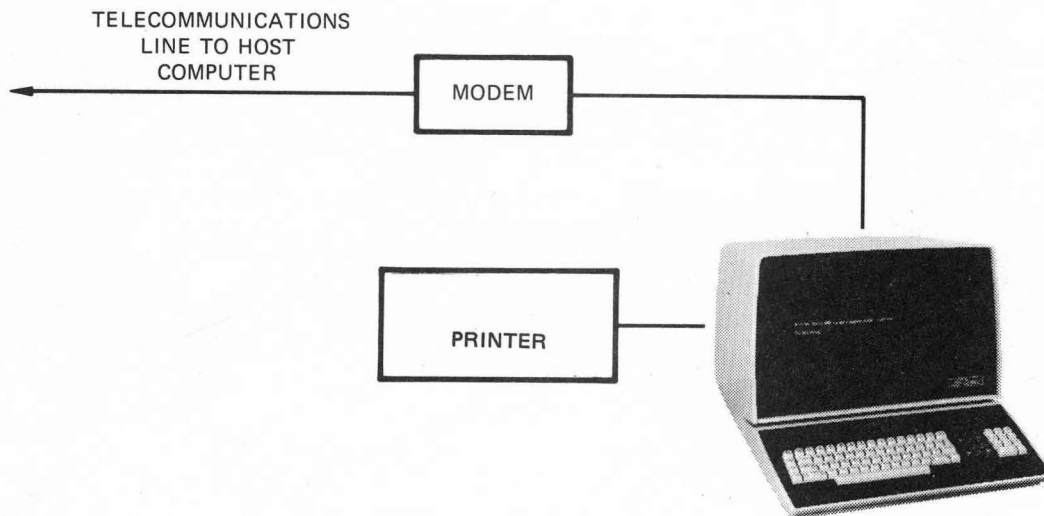 TELECOMMUNICATIONS
LINE TO HOST
COMPUTER
MODEM
PRINTER